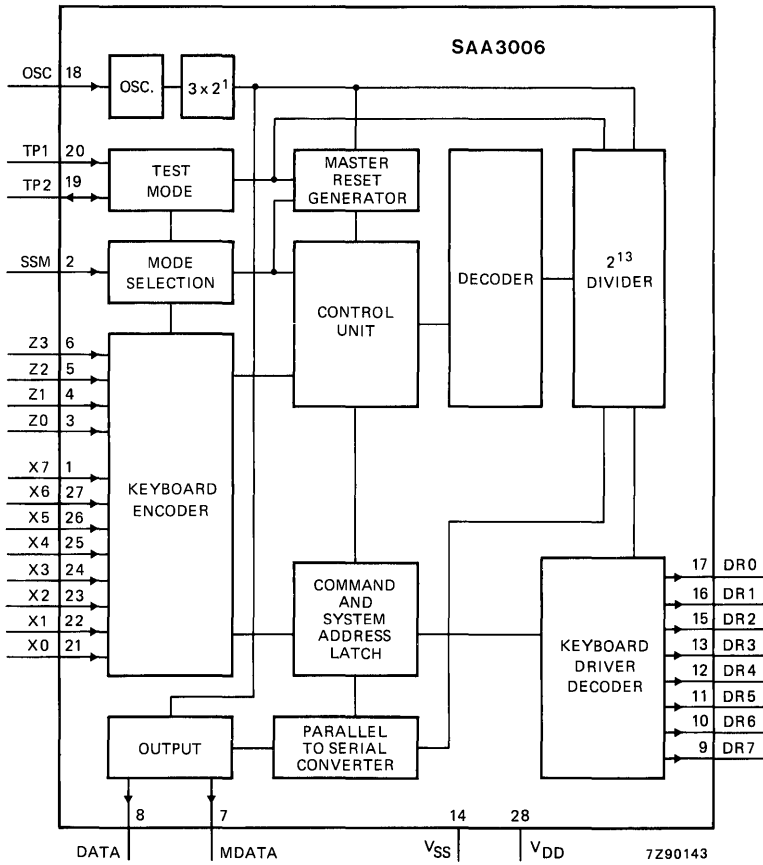 SAA3006
OSC 18
OSC.
3 x 2¹
TP1 20
TP2 19
TEST
MODE
MASTER
RESET
GENERATOR
SSM 2
MODE
SELECTION
CONTROL
UNIT
DECODER
2¹³
DIVIDER
Z3 6
Z2 5
Z1 4
Z0 3
X7 1
X6 27
X5 26
X4 25
X3 24
X2 23
X1 22
X0 21
KEYBOARD
ENCODER
COMMAND
AND
SYSTEM
ADDRESS
LATCH
KEYBOARD
DRIVER
DECODER
17 DR0
16 DR1
15 DR2
13 DR3
12 DR4
11 DR5
10 DR6
9 DR7
OUTPUT
PARALLEL
TO SERIAL
CONVERTER
8
7
14
28
DATA
MDATA
VSS
VDD
7Z90143